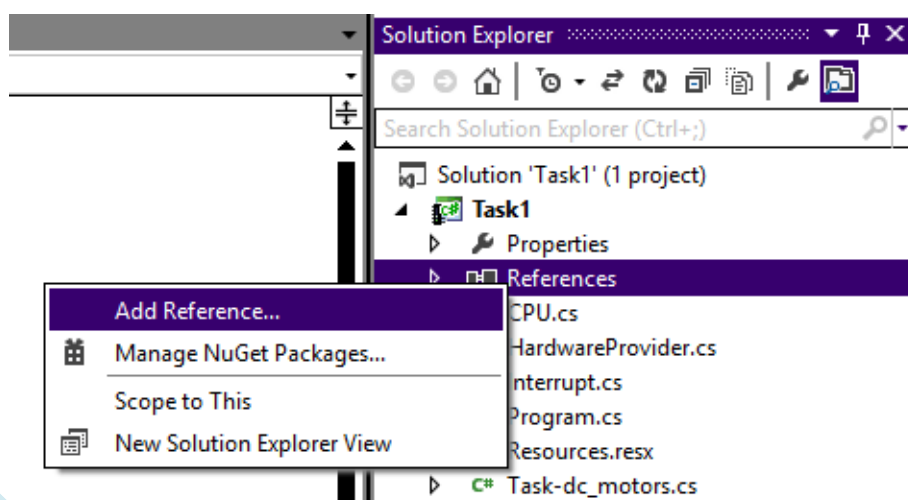 Solution Explorer
Search Solution Explorer (Ctrl+;)
Solution 'Task1' (1 project)
C# Task1
Properties
References
Add Reference...
Manage NuGet Packages...
Scope to This
New Solution Explorer View
CPU.cs
HardwareProvider.cs
nterrupt.cs
Program.cs
Resources.resx
C# Task-dc_motors.cs